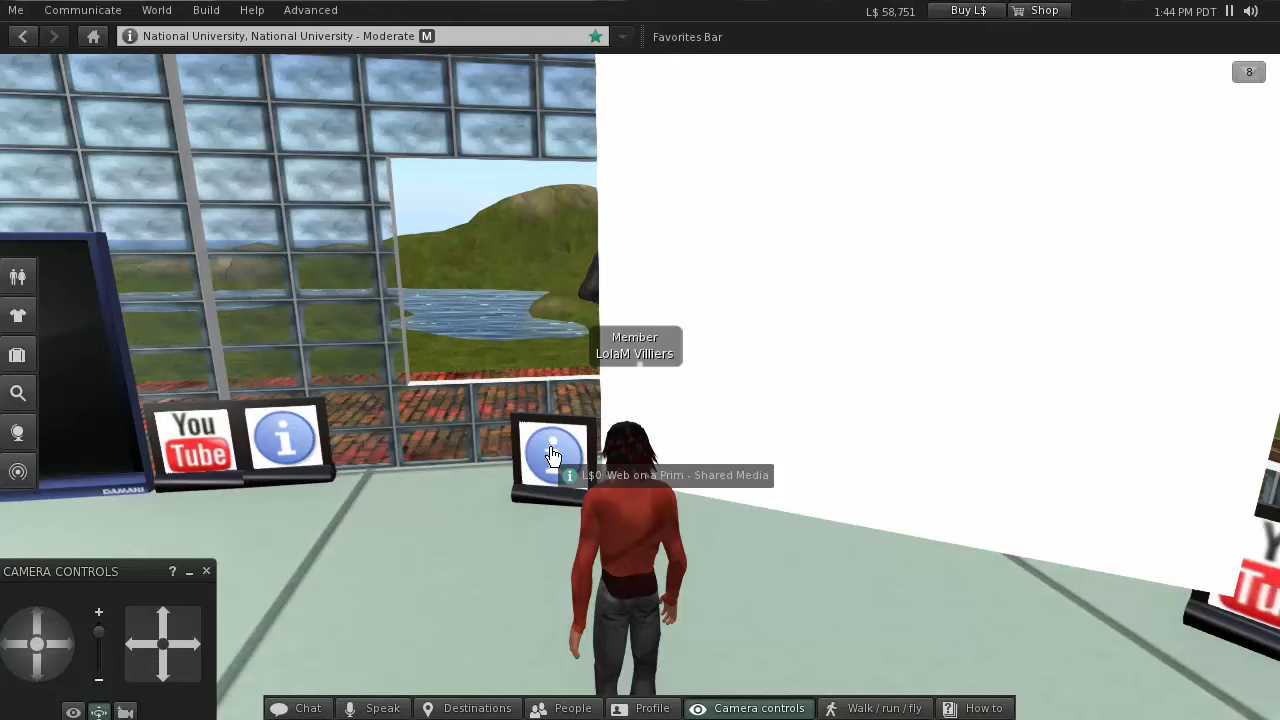 Me Communicate World Build Help Advanced
L$ 58,751 Buy L$ Shop 1:44 PM PDT
National University, National University - Moderate M
Favorites Bar
8
Member
LolaM Villiers
You
Tube
i
i
L$0: Web on a Prim - Shared Media
DAMANI
CAMERA CONTROLS ?
Chat Speak Destinations People Profile Camera controls Walk / run / fly How to